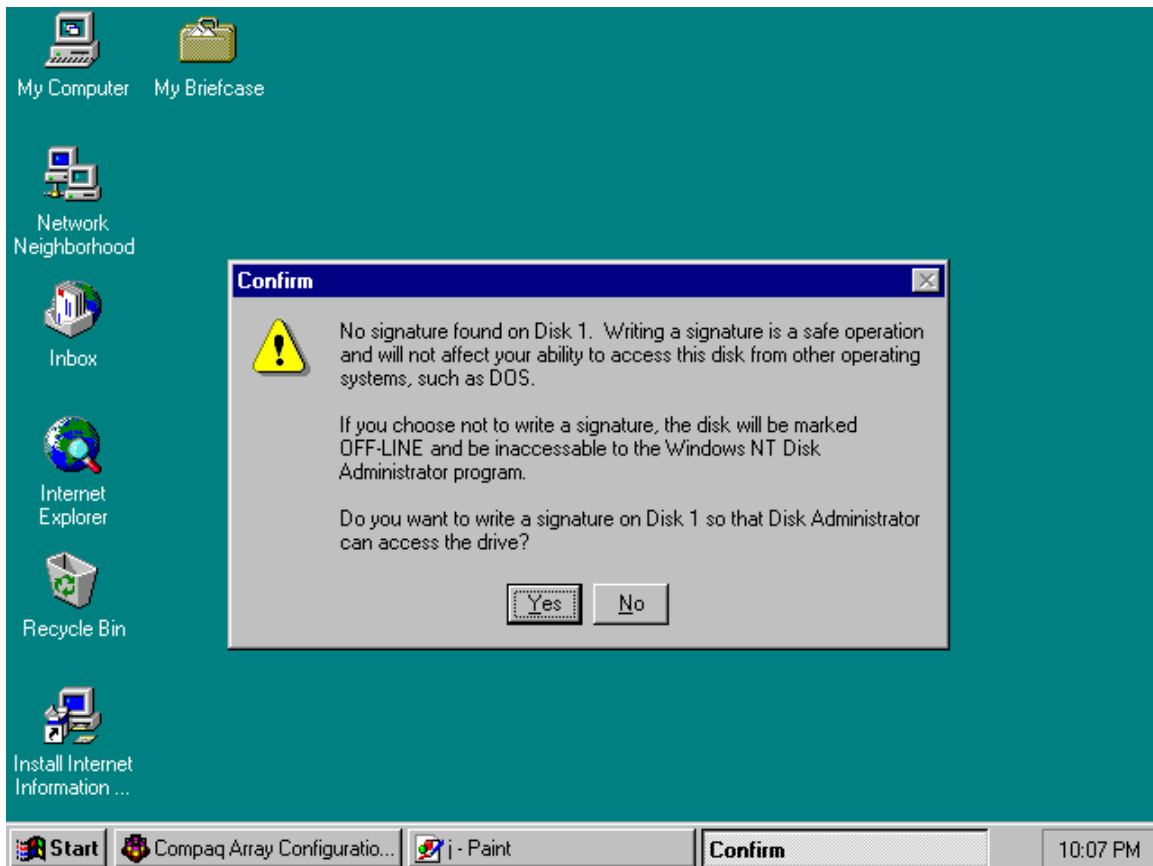 My Computer
My Briefcase
Network
Neighborhood
Inbox
Internet
Explorer
Recycle Bin
Install Internet
Information ...
Confirm
No signature found on Disk 1.  Writing a signature is a safe operation
and will not affect your ability to access this disk from other operating
systems, such as DOS.
If you choose not to write a signature, the disk will be marked
OFF-LINE and be inaccessable to the Windows NT Disk
Administrator program.
Do you want to write a signature on Disk 1 so that Disk Administrator
can access the drive?
Yes
No
Start
Compaq Array Configuratio...
j - Paint
Confirm
10:07 PM